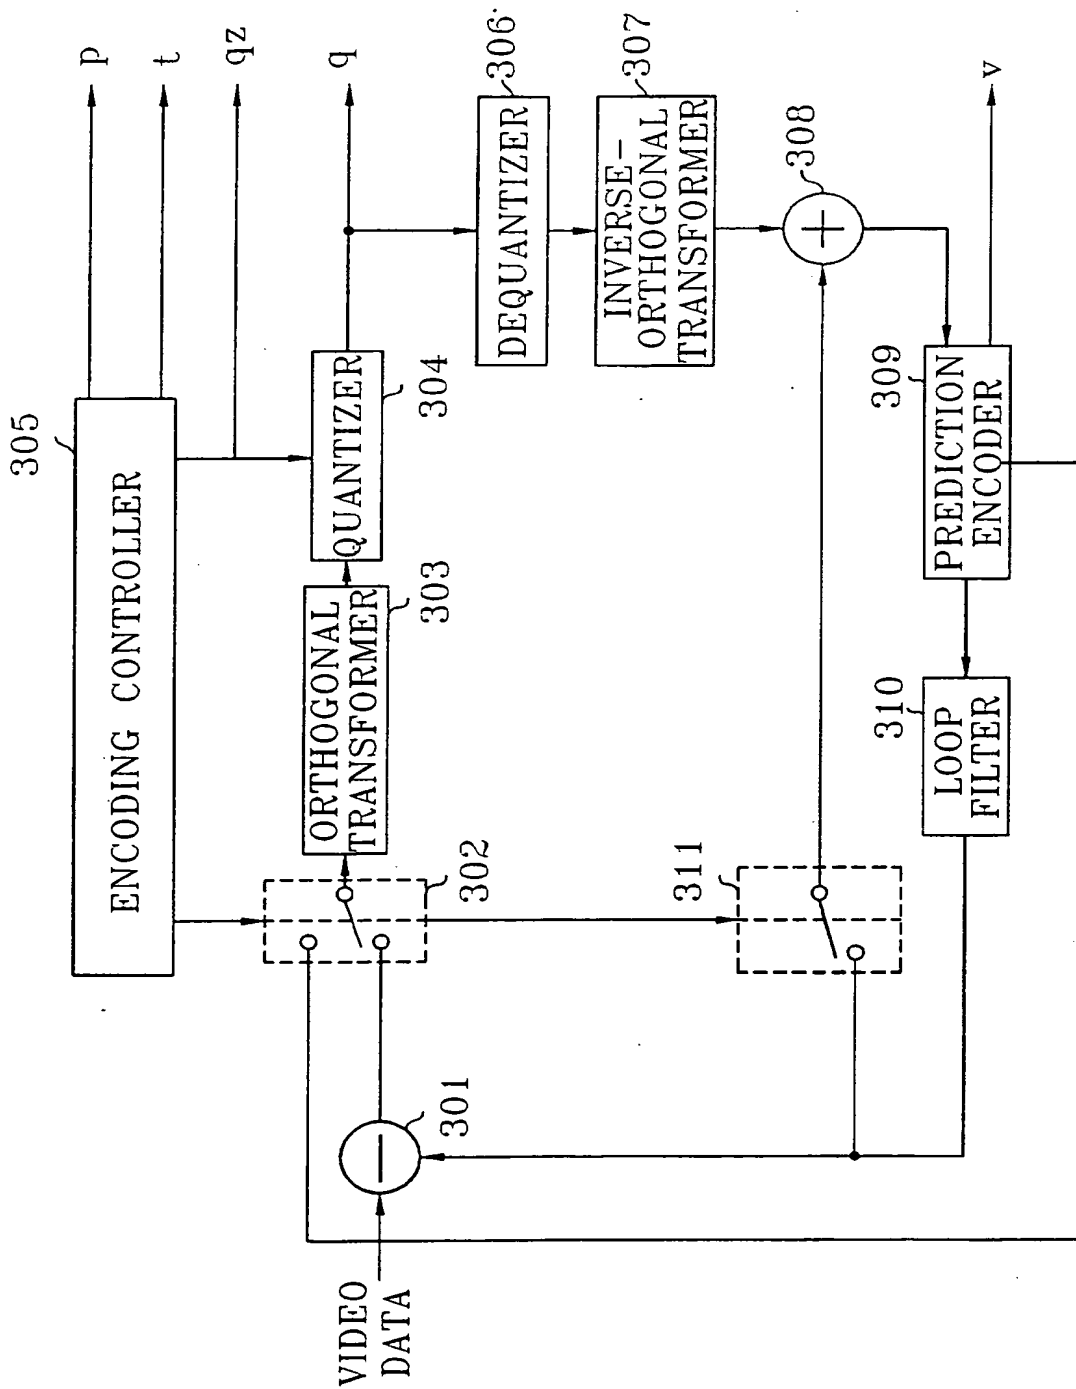 305
ENCODING CONTROLLER
p
t
qz
q
VIDEO
DATA
301
302
ORTHOGONAL
TRANSFORMER
303
QUANTIZER
304
DEQUANTIZER
306
INVERSE-
ORTHOGONAL
TRANSFORMER
307
308
311
310
LOOP
FILTER
309
PREDICTION
ENCODER
v